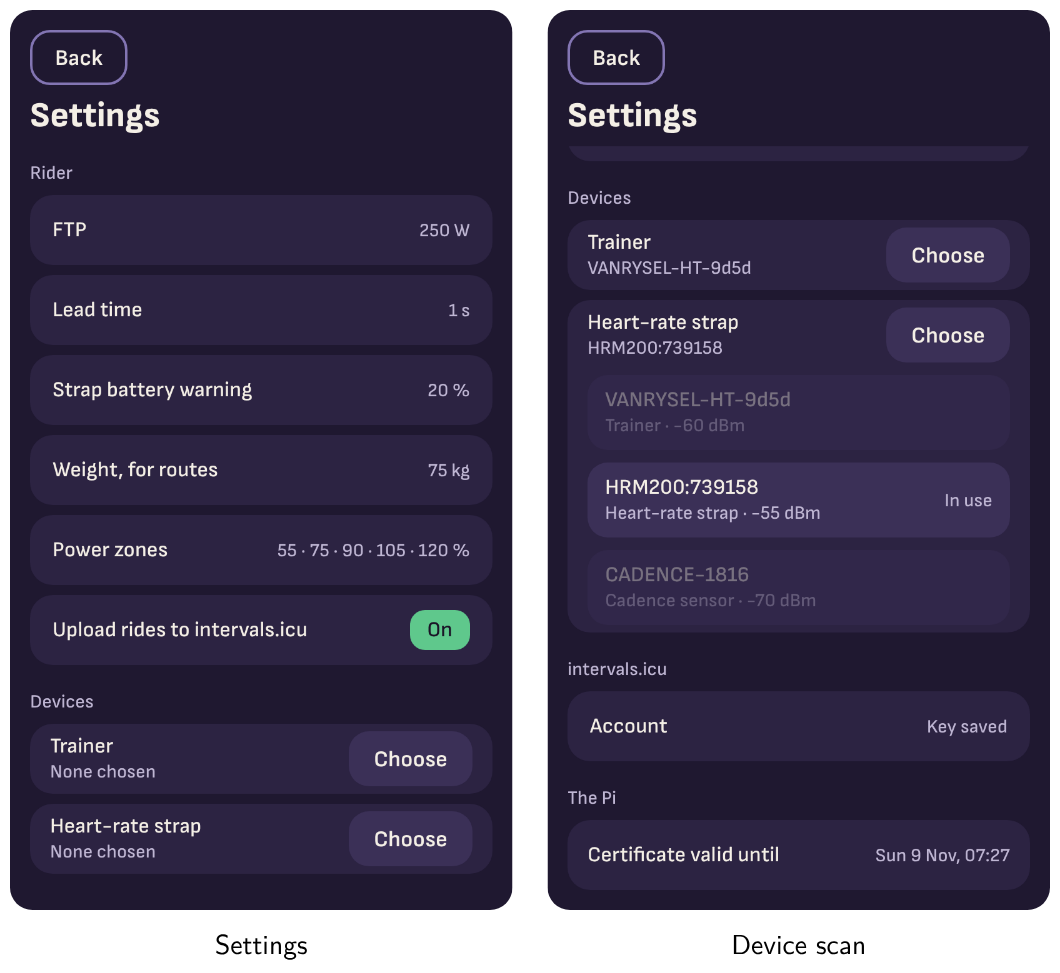 Back
Settings
Rider
FTP 250 W
Lead time 1 s
Strap battery warning 20 %
Weight, for routes 75 kg
Power zones 55 · 75 · 90 · 105 · 120 %
Upload rides to intervals.icu On
Devices
Trainer
None chosen
Choose
Heart-rate strap
None chosen
Choose
Settings
Back
Settings
Devices
Trainer
VANRYSEL-HT-9d5d
Choose
Heart-rate strap
HRM200:739158
Choose
VANRYSEL-HT-9d5d
Trainer · -60 dBm
HRM200:739158
Heart-rate strap · -55 dBm
In use
CADENCE-1816
Cadence sensor · -70 dBm
intervals.icu
Account Key saved
The Pi
Certificate valid until Sun 9 Nov, 07:27
Device scan